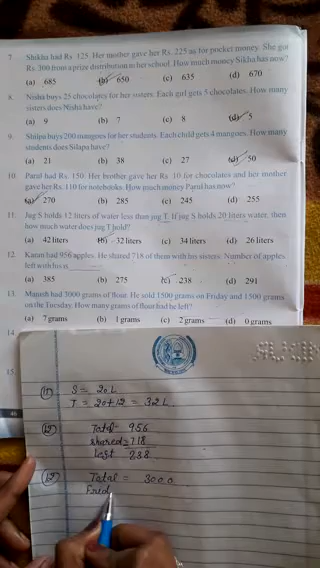 7. Shikha had Rs. 125. Her mother gave her Rs. 225 as for pocket money. She got
Rs. 300 from a prize distribution in her school. How much money Sikha has now?
(a) 685 (b) 650 (c) 635 (d) 670
8. Nisha buys 25 chocolates for her sisters. Each girl gets 5 chocolates. How many
sisters does Nisha have?
(a) 9 (b) 7 (c) 8 (d) 5
9. Shilpa buys 200 mangoes for her students. Each child gets 4 mangoes. How many
students does Silapa have?
(a) 21 (b) 38 (c) 27 (d) 50
10. Parul had Rs. 150. Her brother gave her Rs. 10 for chocolates and her mother
gave her Rs. 110 for notebooks. How much money Parul has now?
(a) 270 (b) 285 (c) 245 (d) 255
11. Jug S holds 12 liters of water less than jug T. If jug S holds 20 liters water, then
how much water does jug T hold?
(a) 42 liters (b) 32 liters (c) 34 liters (d) 26 liters
12. Karan had 956 apples. He shared 718 of them with his sisters. Number of apples
left with his is
(a) 385 (b) 275 (c) 238 (d) 291
13. Manish had 3000 grams of flour. He sold 1500 grams on Friday and 1500 grams
on the Tuesday. How many grams of flour had be left?
(a) 7 grams (b) 1 grams (c) 2 grams (d) 0 grams
14
15.
S = 20 L
T = 20+12 = 32 L
Total - 956
shared = 718
left 238
Total = 3000